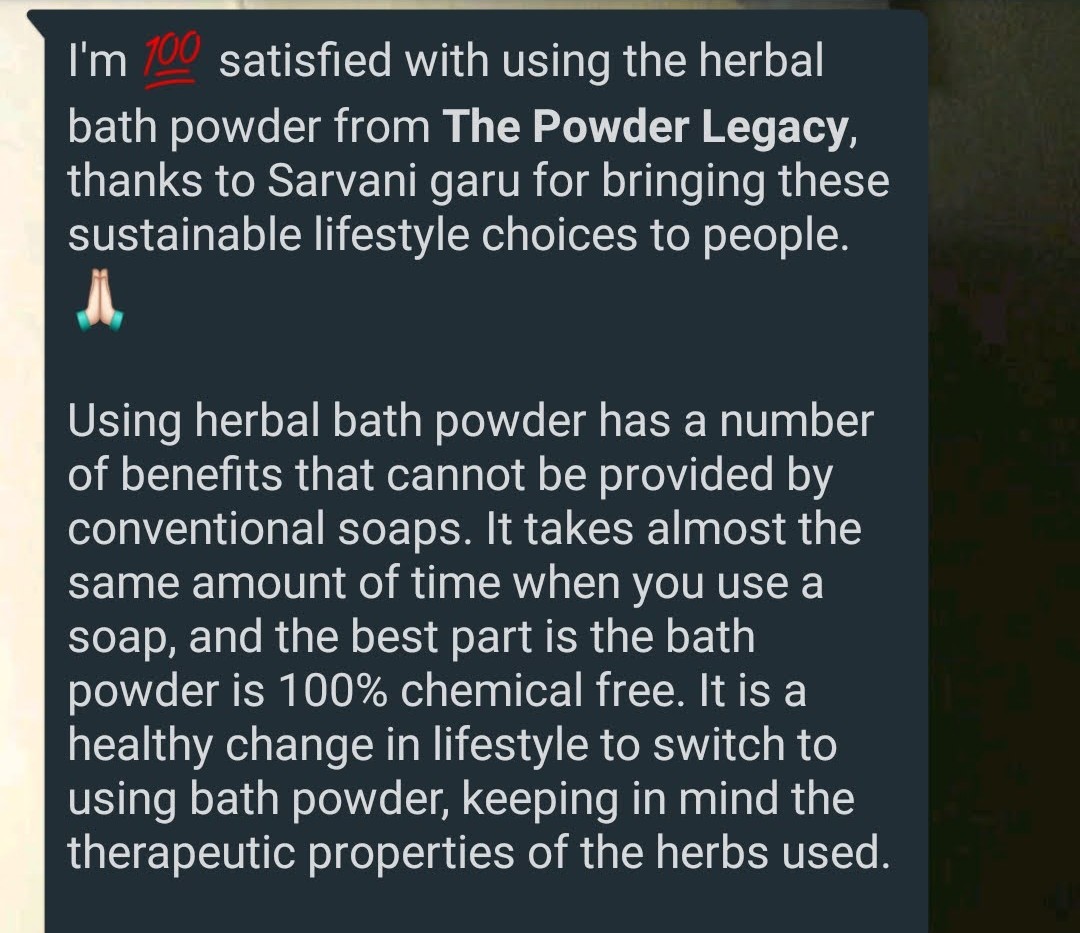 I'm 💯 satisfied with using the herbal
bath powder from The Powder Legacy,
thanks to Sarvani garu for bringing these
sustainable lifestyle choices to people.
🙏🏻
Using herbal bath powder has a number
of benefits that cannot be provided by
conventional soaps. It takes almost the
same amount of time when you use a
soap, and the best part is the bath
powder is 100% chemical free. It is a
healthy change in lifestyle to switch to
using bath powder, keeping in mind the
therapeutic properties of the herbs used.